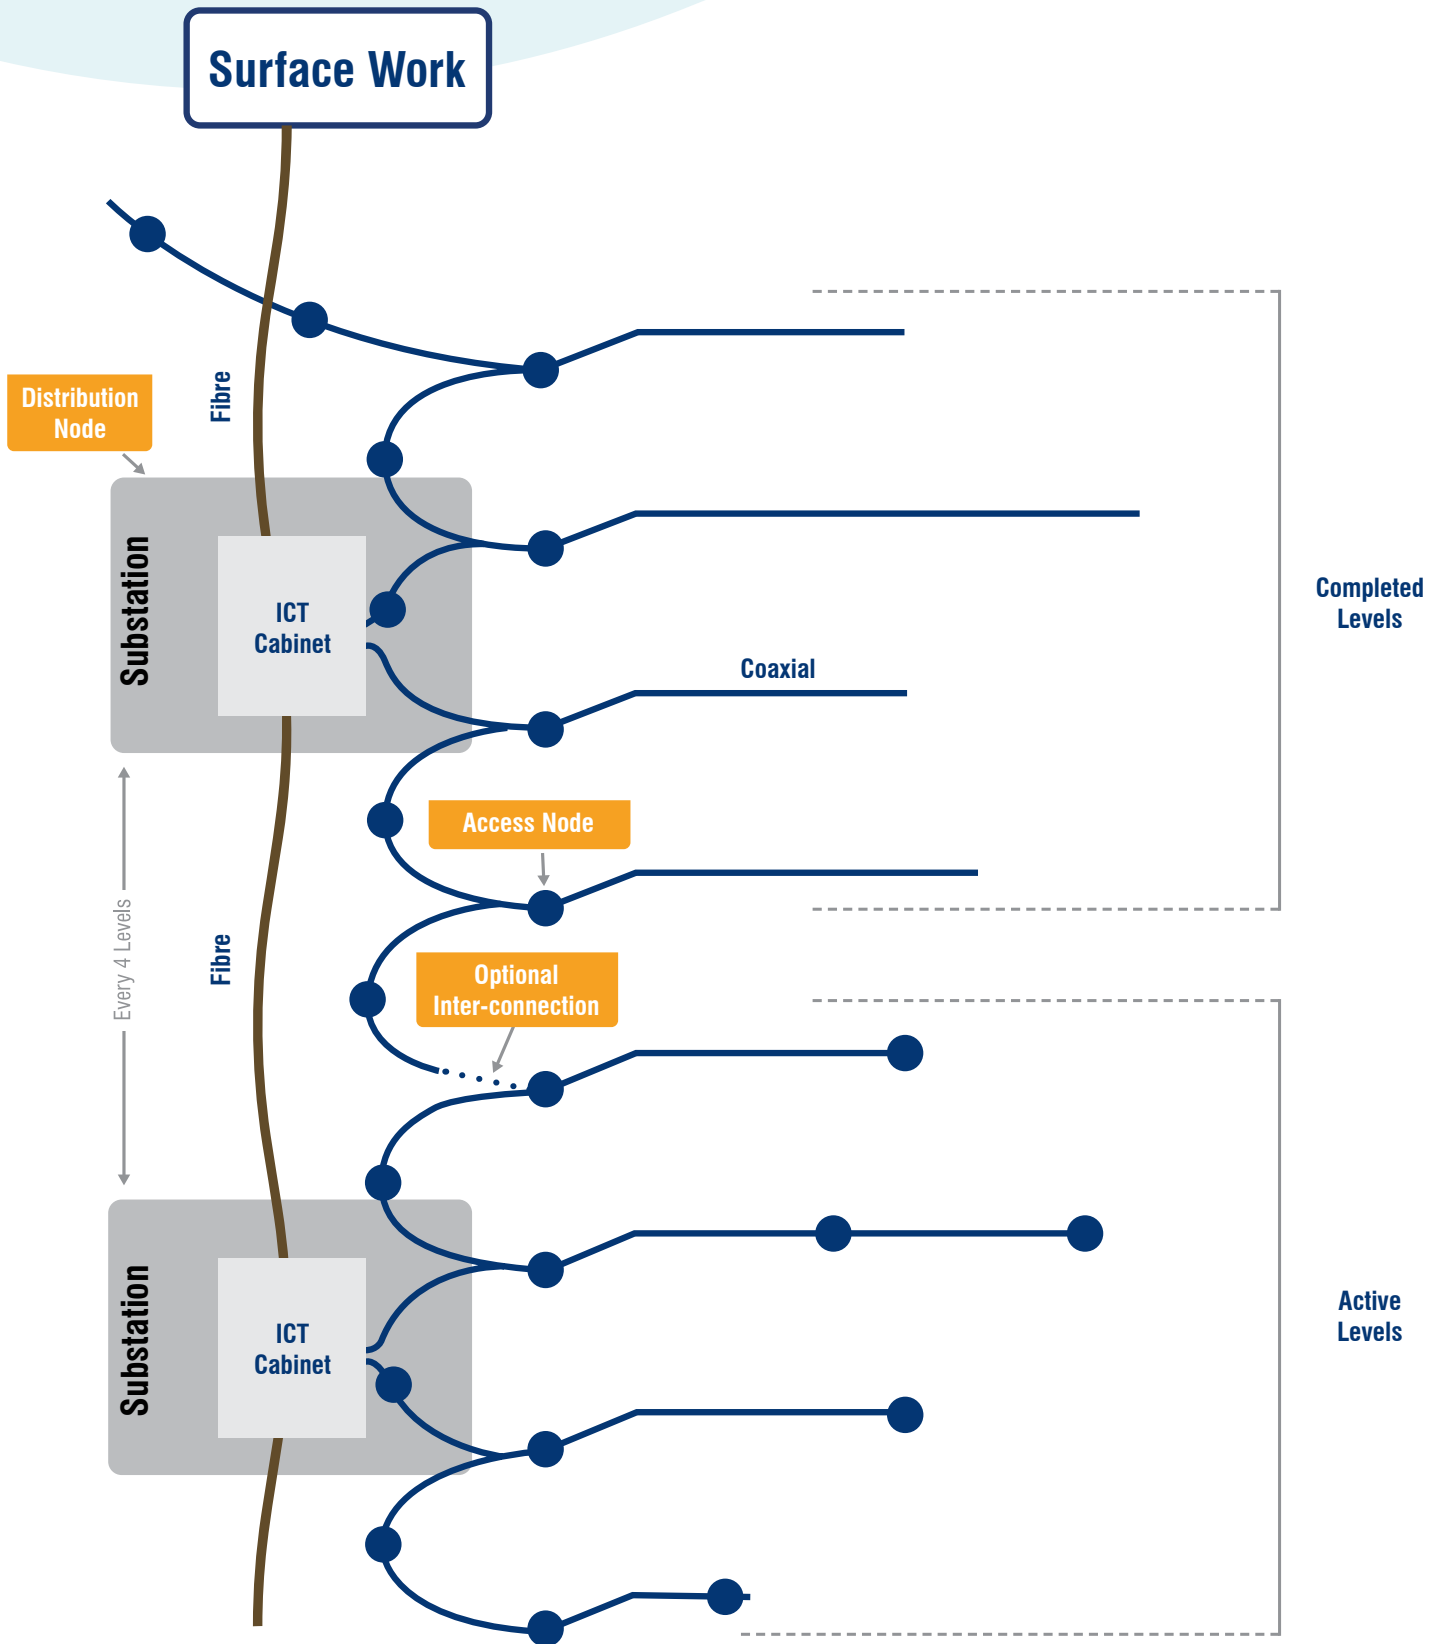 Surface Work
Distribution
Node
Fibre
Substation
ICT
Cabinet
Completed
Levels
Coaxial
Access Node
Every 4 Levels
Fibre
Optional
Inter-connection
Substation
ICT
Cabinet
Active
Levels